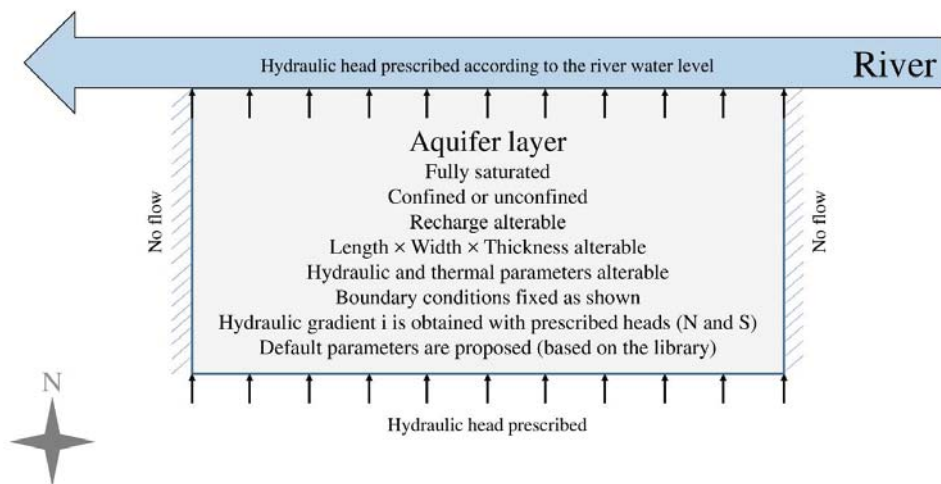 Hydraulic head prescribed according to the river water level
River
Aquifer layer
Fully saturated
Confined or unconfined
Recharge alterable
Length × Width × Thickness alterable
Hydraulic and thermal parameters alterable
Boundary conditions fixed as shown
Hydraulic gradient i is obtained with prescribed heads (N and S)
Default parameters are proposed (based on the library)
No flow
No flow
N
Hydraulic head prescribed